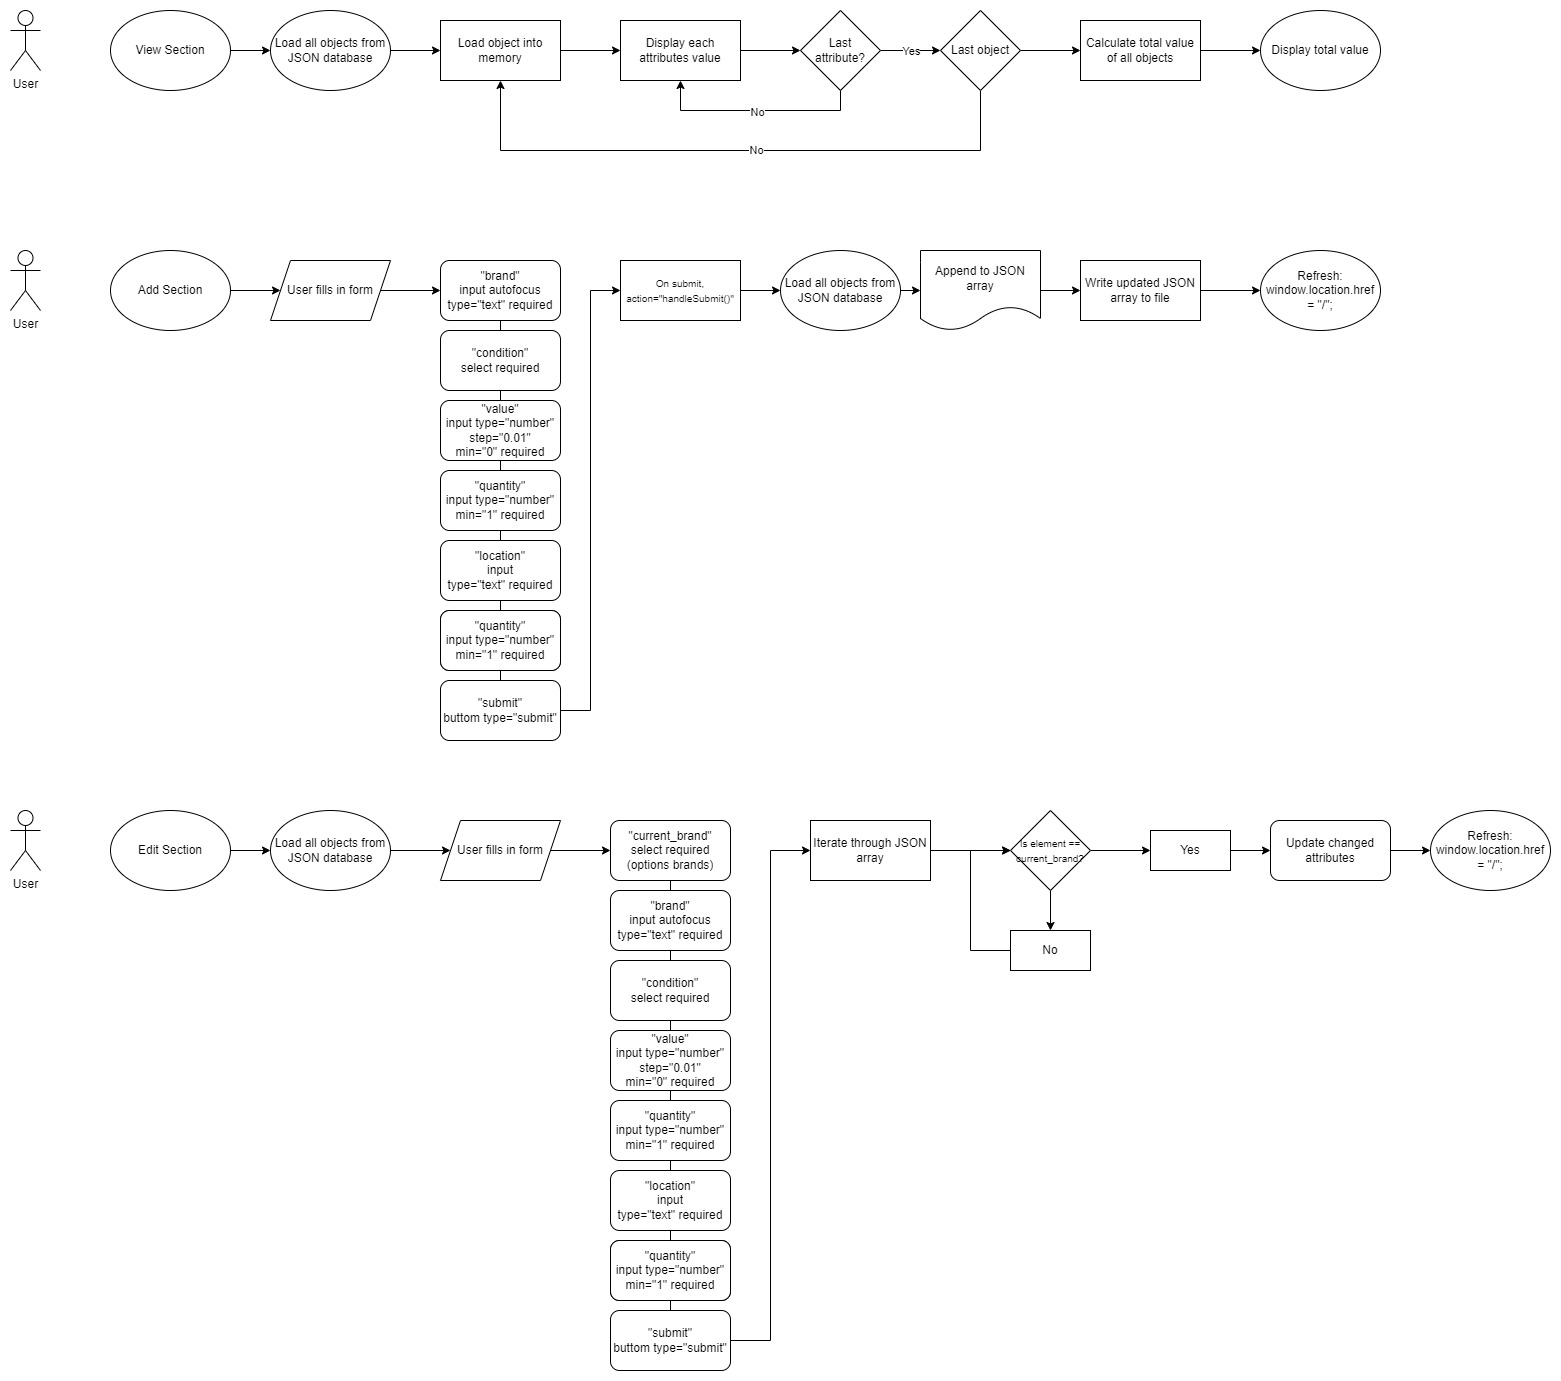 User
View Section
Load all objects from
JSON database
Load object into
memory
Display each
attributes value
Last
attribute?
Yes
Last object
Calculate total value
of all objects
Display total value
No
No
User
Add Section
User fills in form
"brand"
input autofocus
type="text" required
"condition"
select required
"value"
input type="number"
step="0.01"
min="0" required
"quantity"
input type="number"
min="1" required
"location"
input
type="text" required
"quantity"
input type="number"
min="1" required
"submit"
buttom type="submit"
On submit,
action="handleSubmit()"
Load all objects from
JSON database
Append to JSON
array
Write updated JSON
array to file
Refresh:
window.location.href
= "/";
User
Edit Section
Load all objects from
JSON database
User fills in form
"current_brand"
select required
(options brands)
"brand"
input autofocus
type="text" required
"condition"
select required
"value"
input type="number"
step="0.01"
min="0" required
"quantity"
input type="number"
min="1" required
"location"
input
type="text" required
"quantity"
input type="number"
min="1" required
"submit"
buttom type="submit"
Iterate through JSON
array
Is element ==
current_brand?
Yes
No
Update changed
attributes
Refresh:
window.location.href
= "/";